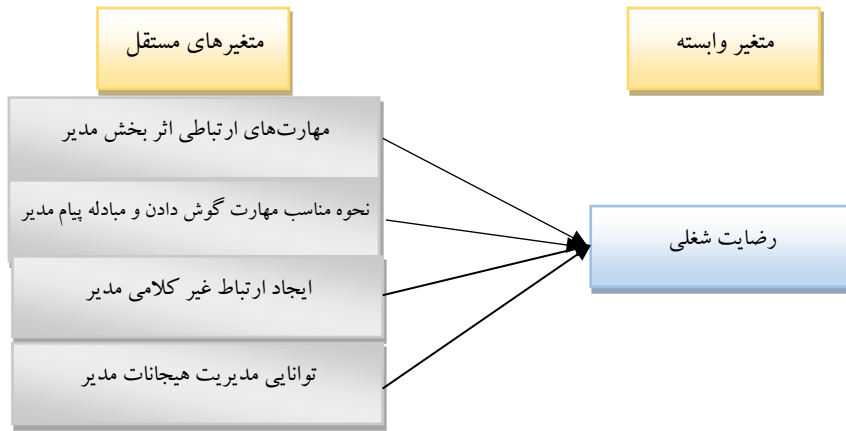 متغیر وابسته
متغیرهای مستقل
مهارت‌های ارتباطی اثر بخش مدیر
نحوه مناسب مهارت گوش دادن و مبادله پیام مدیر
ایجاد ارتباط غیر کلامی مدیر
توانایی مدیریت هیجانات مدیر
رضایت شغلی